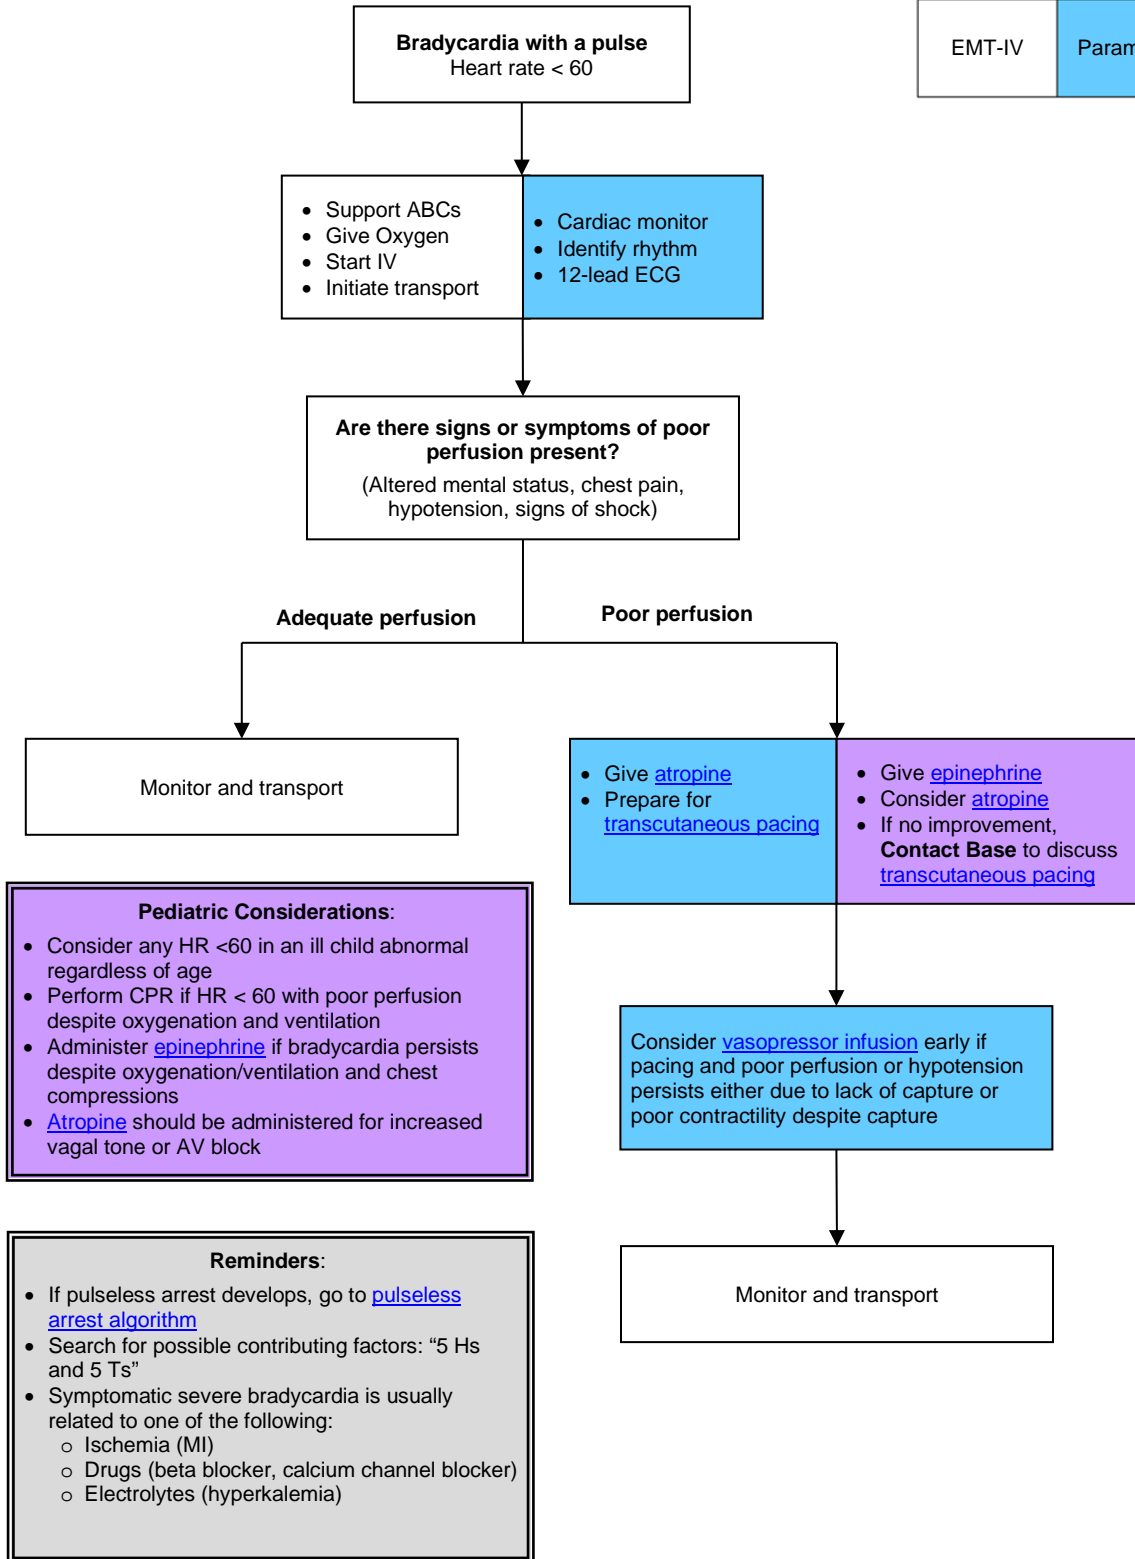 Bradycardia with a pulse
Heart rate < 60
EMT-IV
Param
• Support ABCs
• Give Oxygen
• Start IV
• Initiate transport
• Cardiac monitor
• Identify rhythm
• 12-lead ECG
Are there signs or symptoms of poor
perfusion present?
(Altered mental status, chest pain,
hypotension, signs of shock)
Adequate perfusion
Poor perfusion
Monitor and transport
• Give atropine
• Prepare for
transcutaneous pacing
• Give epinephrine
• Consider atropine
• If no improvement,
Contact Base to discuss
transcutaneous pacing
Pediatric Considerations:
• Consider any HR <60 in an ill child abnormal
regardless of age
• Perform CPR if HR < 60 with poor perfusion
despite oxygenation and ventilation
• Administer epinephrine if bradycardia persists
despite oxygenation/ventilation and chest
compressions
• Atropine should be administered for increased
vagal tone or AV block
Consider vasopressor infusion early if
pacing and poor perfusion or hypotension
persists either due to lack of capture or
poor contractility despite capture
Monitor and transport
Reminders:
• If pulseless arrest develops, go to pulseless
arrest algorithm
• Search for possible contributing factors: “5 Hs
and 5 Ts”
• Symptomatic severe bradycardia is usually
related to one of the following:
o Ischemia (MI)
o Drugs (beta blocker, calcium channel blocker)
o Electrolytes (hyperkalemia)